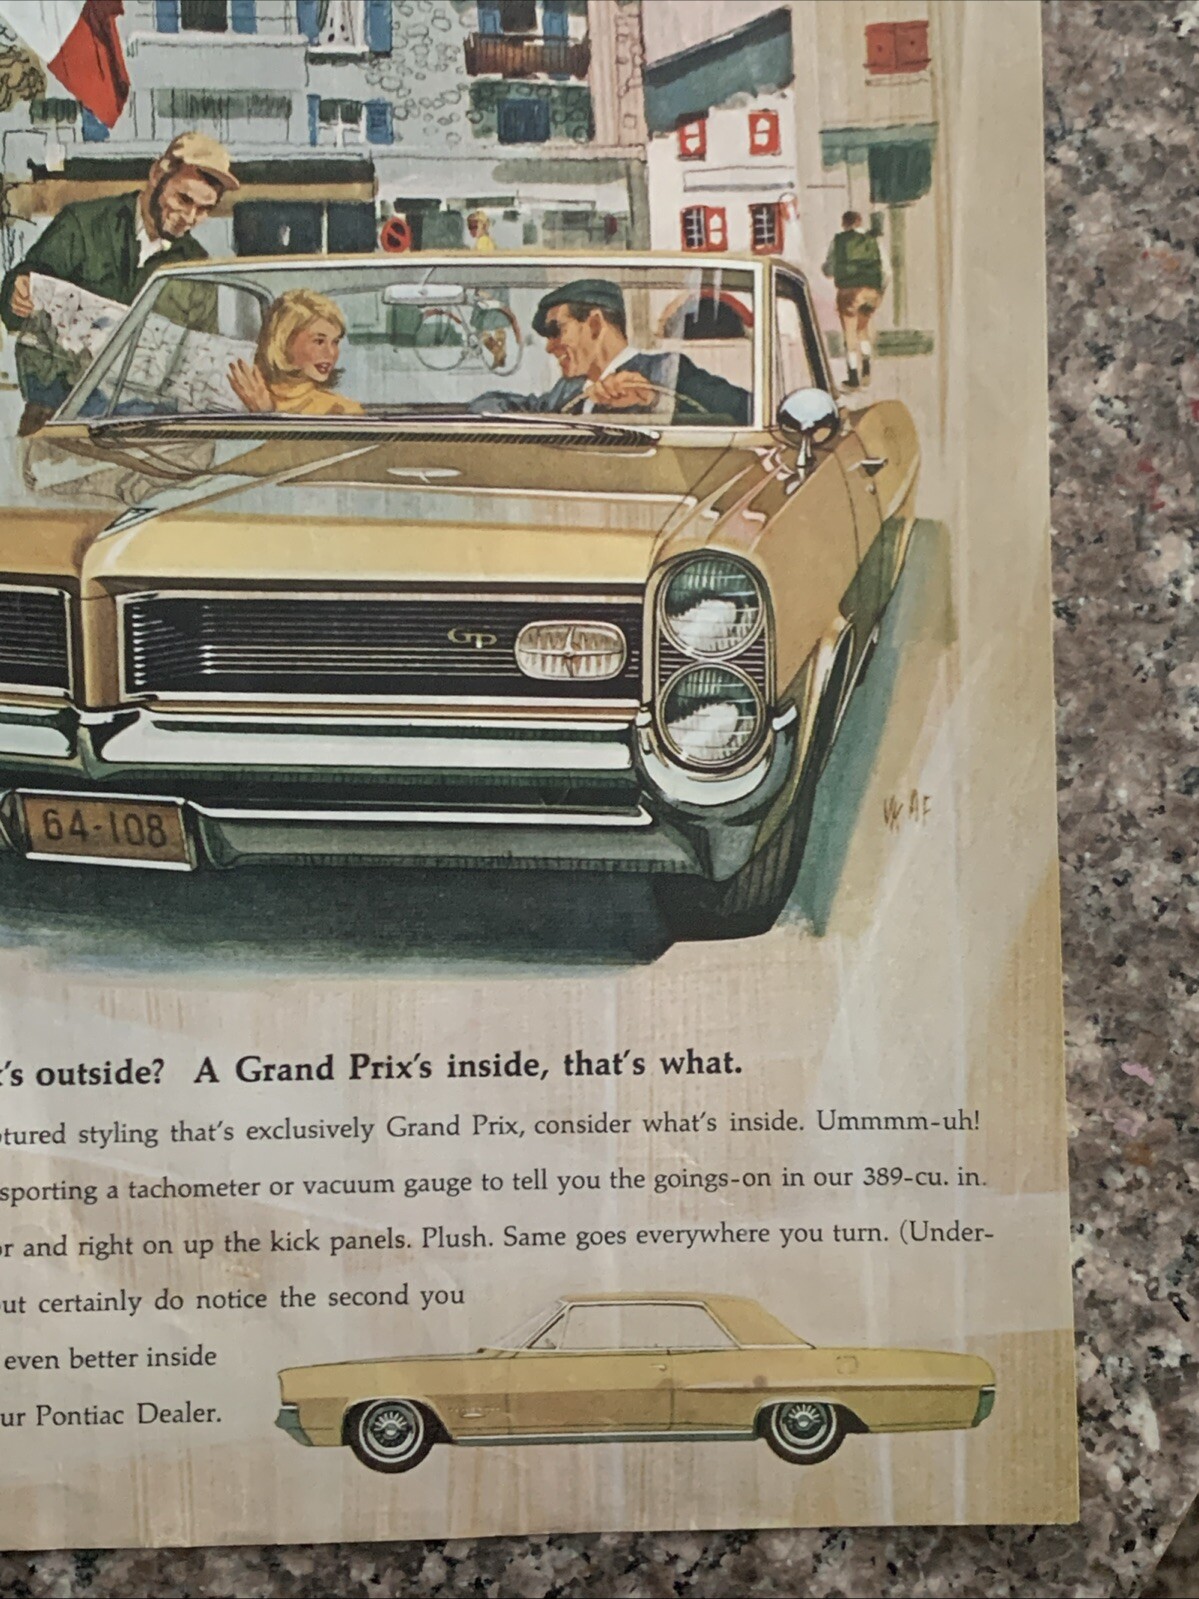 GP
64-108
W. AF
's outside? A Grand Prix's inside, that's what.
tured styling that's exclusively Grand Prix, consider what's inside. Ummmm-uh!
sporting a tachometer or vacuum gauge to tell you the goings-on in our 389-cu. in.
r and right on up the kick panels. Plush. Same goes everywhere you turn. (Under-
ut certainly do notice the second you
even better inside
ur Pontiac Dealer.